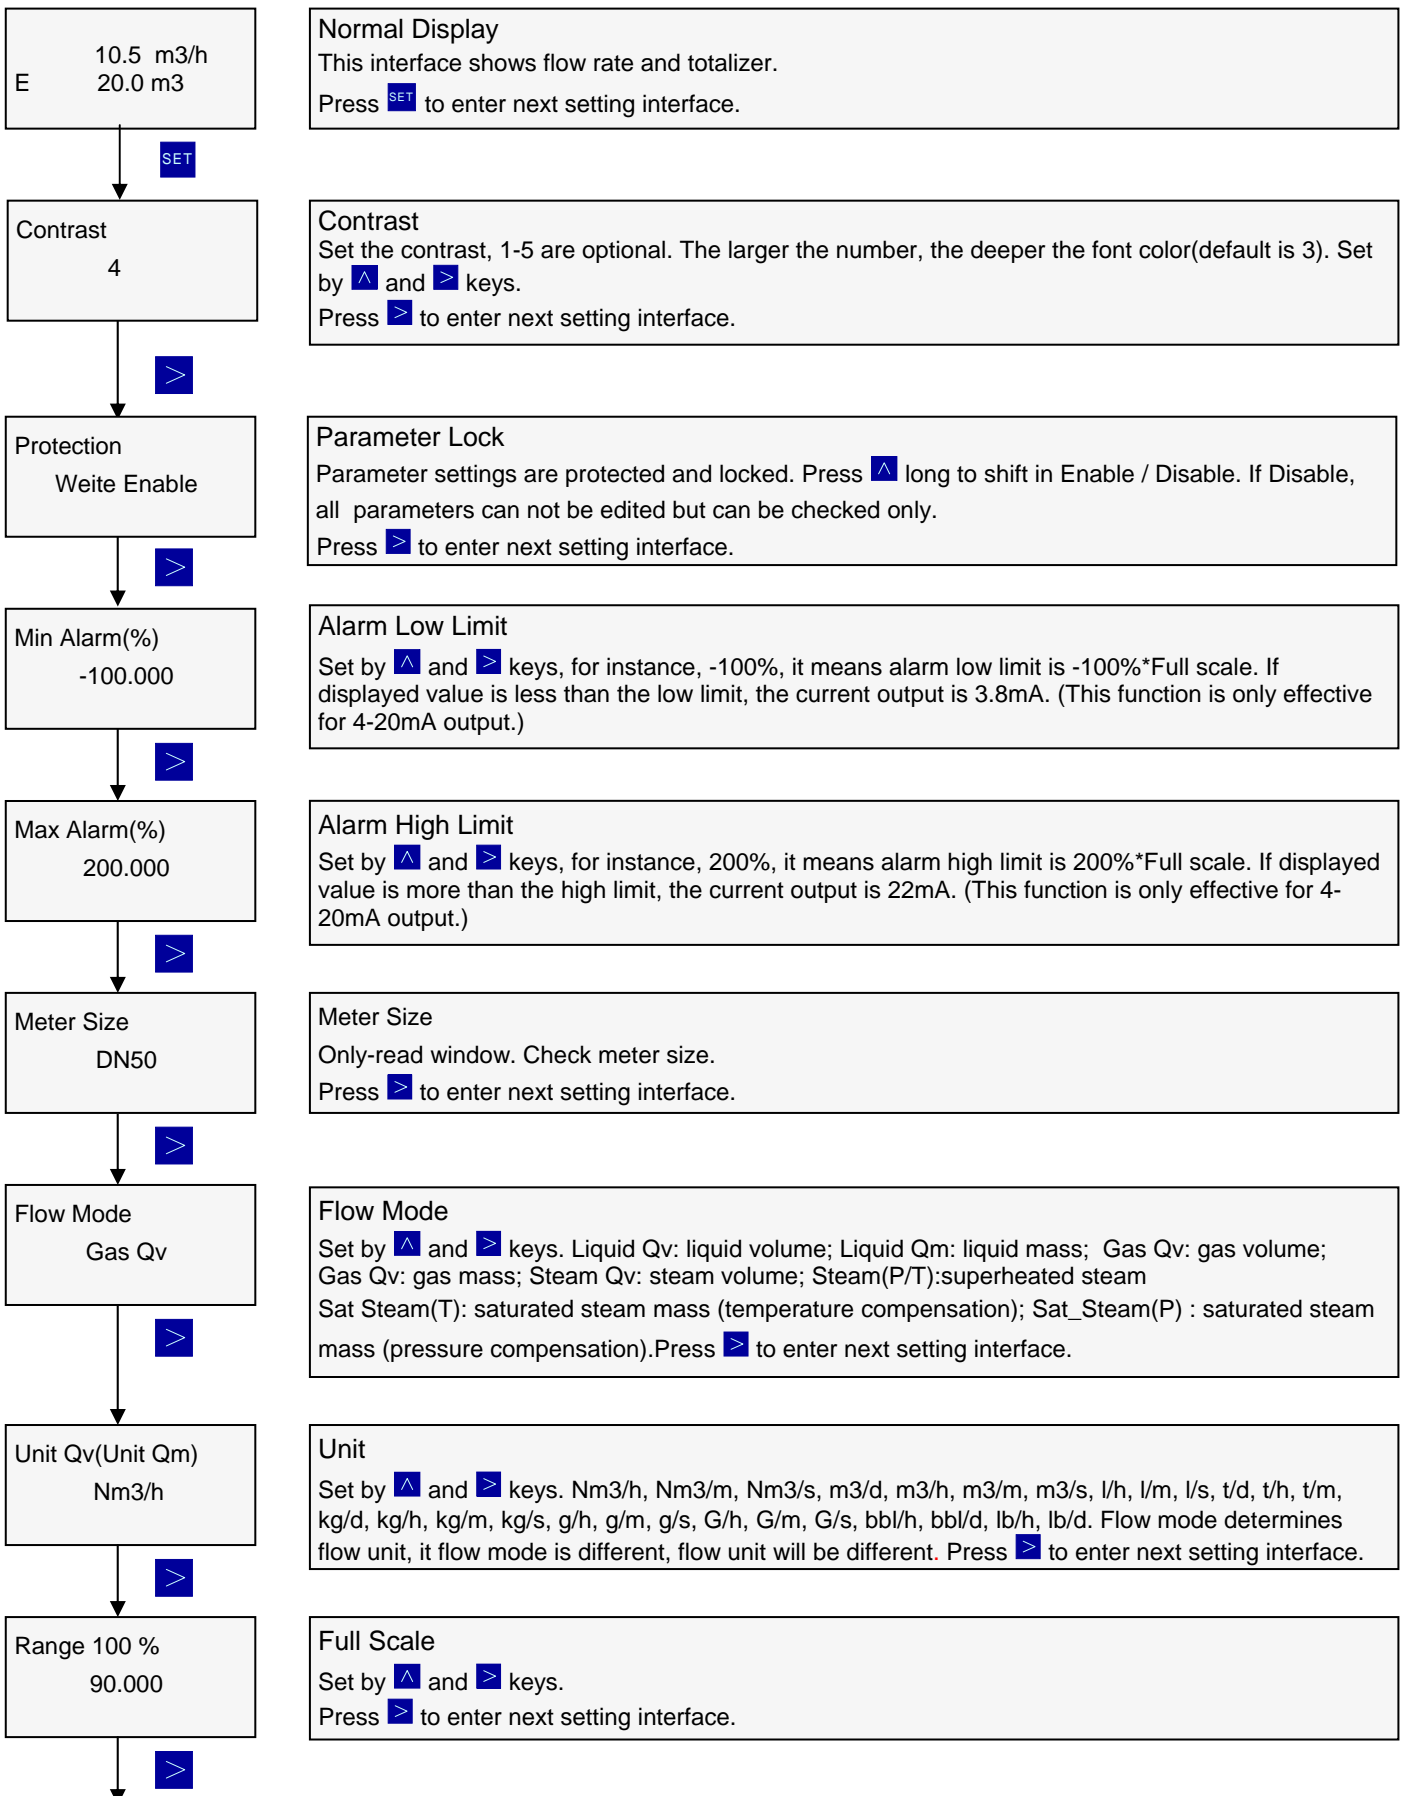 10.5 m3/h
E 20.0 m3
Normal Display
This interface shows flow rate and totalizer.
Press SET to enter next setting interface.
SET
Contrast
4
Contrast
Set the contrast, 1-5 are optional. The larger the number, the deeper the font color(default is 3). Set
by ^ and > keys.
Press > to enter next setting interface.
>
Protection
Weite Enable
Parameter Lock
Parameter settings are protected and locked. Press ^ long to shift in Enable / Disable. If Disable,
all parameters can not be edited but can be checked only.
Press > to enter next setting interface.
>
Min Alarm(%)
-100.000
Alarm Low Limit
Set by ^ and > keys, for instance, -100%, it means alarm low limit is -100%*Full scale. If
displayed value is less than the low limit, the current output is 3.8mA. (This function is only effective
for 4-20mA output.)
>
Max Alarm(%)
200.000
Alarm High Limit
Set by ^ and > keys, for instance, 200%, it means alarm high limit is 200%*Full scale. If displayed
value is more than the high limit, the current output is 22mA. (This function is only effective for 4-
20mA output.)
>
Meter Size
DN50
Meter Size
Only-read window. Check meter size.
Press > to enter next setting interface.
>
Flow Mode
Gas Qv
Flow Mode
Set by ^ and > keys. Liquid Qv: liquid volume; Liquid Qm: liquid mass; Gas Qv: gas volume;
Gas Qv: gas mass; Steam Qv: steam volume; Steam(P/T):superheated steam
Sat Steam(T): saturated steam mass (temperature compensation); Sat_Steam(P) : saturated steam
mass (pressure compensation).Press > to enter next setting interface.
>
Unit Qv(Unit Qm)
Nm3/h
Unit
Set by ^ and > keys. Nm3/h, Nm3/m, Nm3/s, m3/d, m3/h, m3/m, m3/s, l/h, l/m, l/s, t/d, t/h, t/m,
kg/d, kg/h, kg/m, kg/s, g/h, g/m, g/s, G/h, G/m, G/s, bbl/h, bbl/d, lb/h, lb/d. Flow mode determines
flow unit, it flow mode is different, flow unit will be different. Press > to enter next setting interface.
>
Range 100 %
90.000
Full Scale
Set by ^ and > keys.
Press > to enter next setting interface.
>